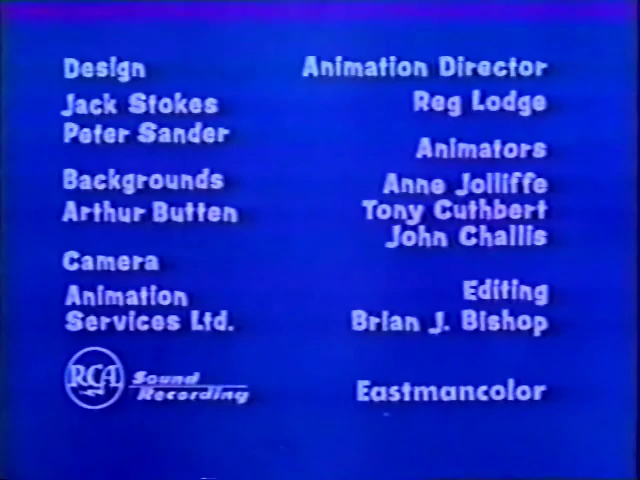 Design
Jack Stokes
Peter Sander
Backgrounds
Arthur Butten
Camera
Animation
Services Ltd.
RCA Sound
Recording
Animation Director
Reg Lodge
Animators
Anne Jolliffe
Tony Cuthbert
John Challis
Editing
Brian J. Bishop
Eastmancolor